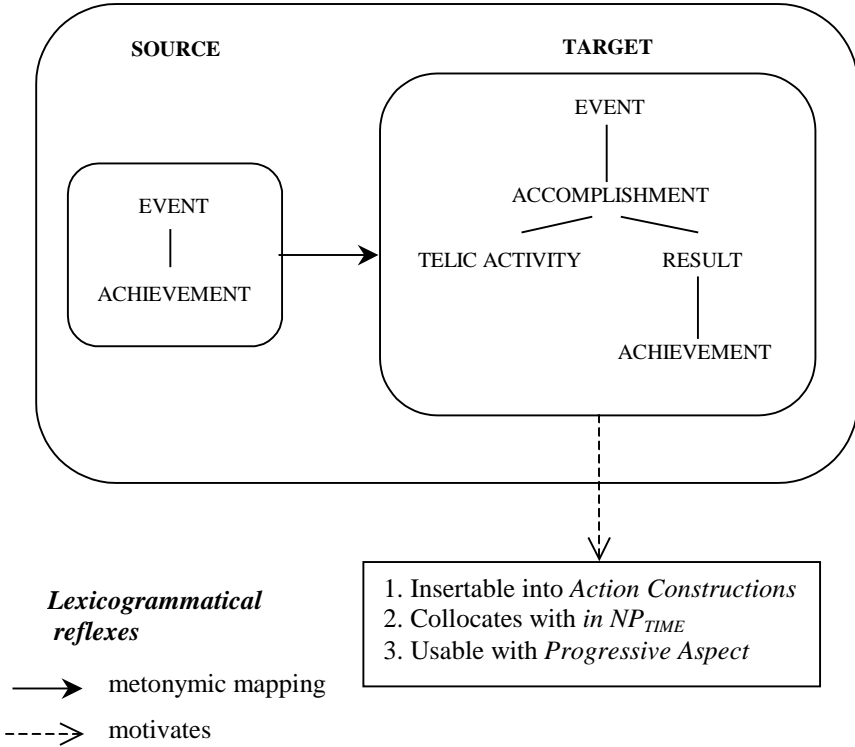 SOURCE
TARGET
EVENT
ACHIEVEMENT
EVENT
ACCOMPLISHMENT
TELIC ACTIVITY
RESULT
ACHIEVEMENT
Lexicogrammatical
reflexes
1. Insertable into Action Constructions
2. Collocates with in NP_TIME
3. Usable with Progressive Aspect
metonymic mapping
motivates